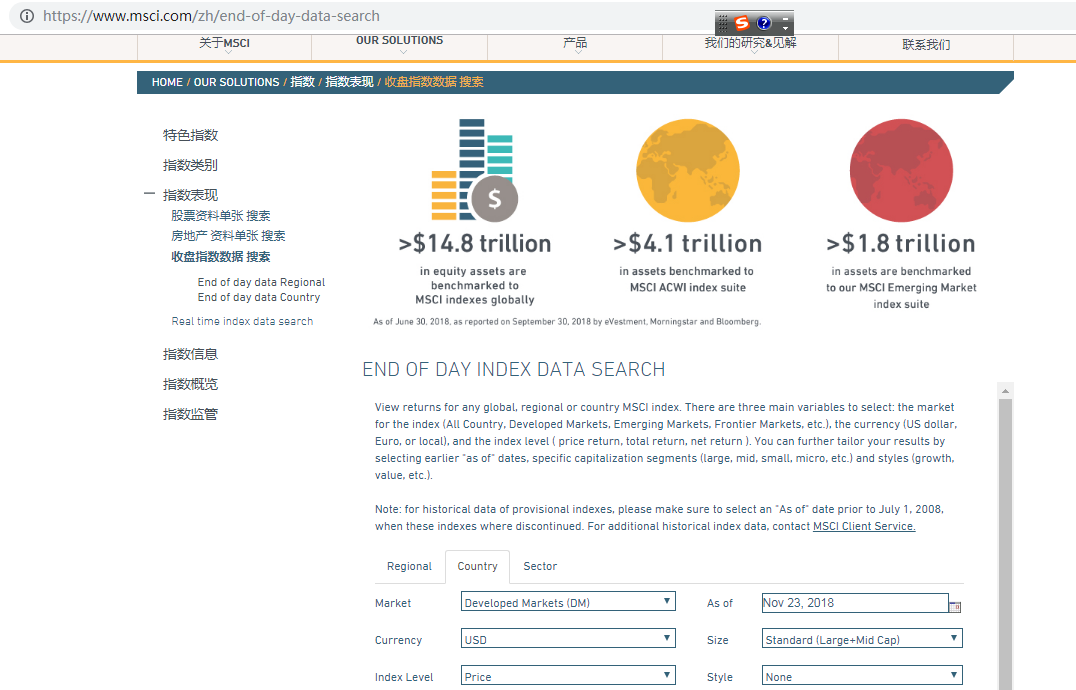 https://www.msci.com/zh/end-of-day-data-search
关于MSCI
OUR SOLUTIONS
产品
我们的研究&见解
联系我们
HOME / OUR SOLUTIONS / 指数 / 指数表现 / 收盘指数数据 搜索
特色指数
指数类别
指数表现
股票资料单张 搜索
房地产 资料单张 搜索
收盘指数数据 搜索
End of day data Regional
End of day data Country
Real time index data search
指数信息
指数概览
指数监管
$
>$14.8 trillion
in equity assets are
benchmarked to
MSCI indexes globally
>$4.1 trillion
in assets benchmarked to
MSCI ACWI index suite
>$1.8 trillion
in assets are benchmarked
to our MSCI Emerging Market
index suite
As of June 30, 2018, as reported on September 30, 2018 by eVestment, Morningstar and Bloomberg.
END OF DAY INDEX DATA SEARCH
View returns for any global, regional or country MSCI index. There are three main variables to select: the market
for the index (All Country, Developed Markets, Emerging Markets, Frontier Markets, etc.), the currency (US dollar,
Euro, or local), and the index level ( price return, total return, net return ). You can further tailor your results by
selecting earlier "as of" dates, specific capitalization segments (large, mid, small, micro, etc.) and styles (growth,
value, etc.).
Note: for historical data of provisional indexes, please make sure to select an "As of" date prior to July 1, 2008,
when these indexes where discontinued. For additional historical index data, contact MSCI Client Service.
Regional Country Sector
Market Developed Markets (DM) As of Nov 23, 2018
Currency USD Size Standard (Large+Mid Cap)
Index Level Price Style None